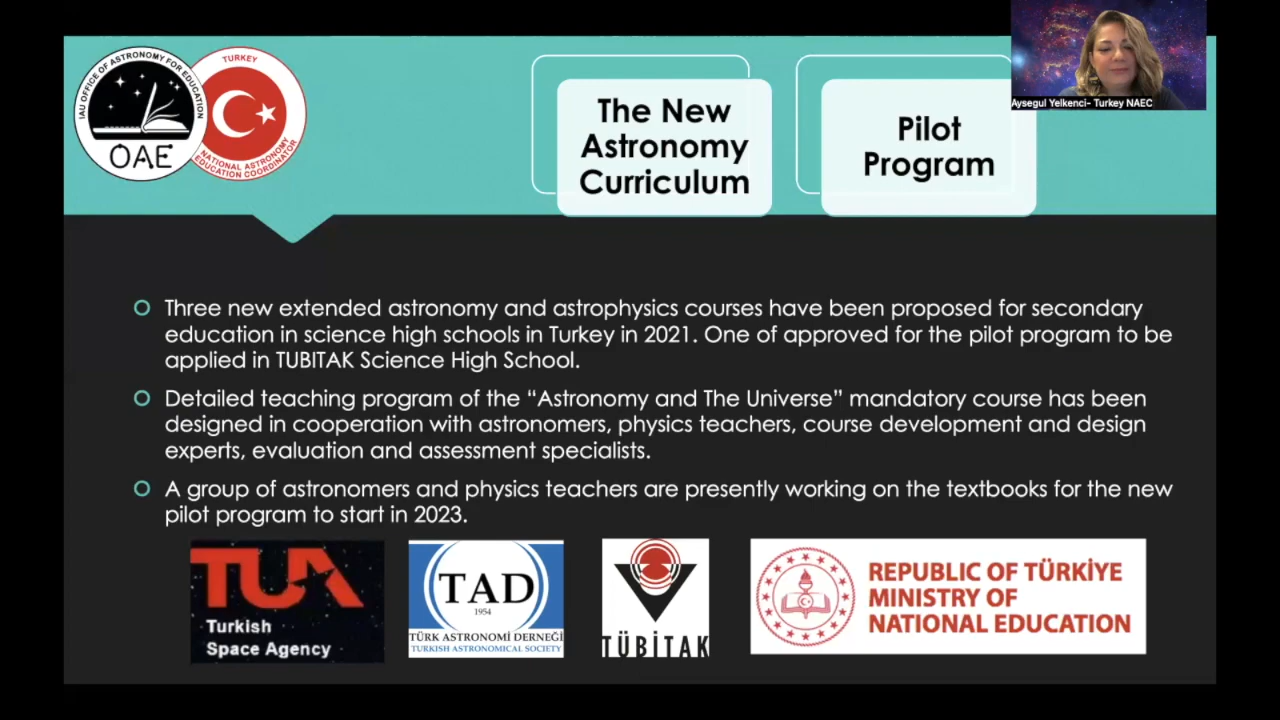 IAU OFFICE OF ASTRONOMY FOR EDUCATION
OAE
TURKEY
NATIONAL ASTRONOMY
EDUCATION COORDINATOR
The New
Astronomy
Curriculum
Pilot
Program
Aysegul Yelkenci- Turkey NAEC
Three new extended astronomy and astrophysics courses have been proposed for secondary
education in science high schools in Turkey in 2021. One of approved for the pilot program to be
applied in TUBITAK Science High School.
Detailed teaching program of the “Astronomy and The Universe” mandatory course has been
designed in cooperation with astronomers, physics teachers, course development and design
experts, evaluation and assessment specialists.
A group of astronomers and physics teachers are presently working on the textbooks for the new
pilot program to start in 2023.
TUA
Turkish
Space Agency
TAD
1954
TÜRK ASTRONOMİ DERNEĞİ
TURKISH ASTRONOMICAL SOCIETY
TÜBİTAK
REPUBLIC OF TÜRKİYE
MINISTRY OF
NATIONAL EDUCATION